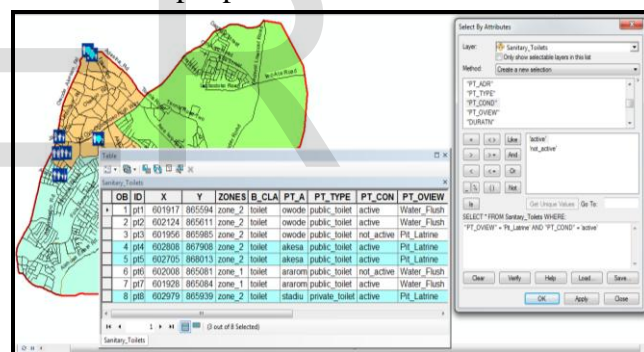 Select By Attributes
Layer: Sanitary_Toilets
Only show selectable layers in this list
Method: Create a new selection
"PT_ADR"
"PT_TYPE"
"PT_COND"
"PT_OVIEW"
"DURATN"
= <> Like
> >= And
< <= Or
_ % ( ) Not
Is
'active'
'not_active'
Get Unique Values Go To:
SELECT * FROM Sanitary_Toilets WHERE:
"PT_OVIEW" = 'Pit_Latrine' AND "PT_COND" = 'active'
Clear Verify Help Load... Save...
OK Apply Close
Table
Sanitary_Toilets
OB ID X Y ZONES B_CLA PT_A PT_TYPE PT_CON PT_OVIEW
1 pt1 601917 865594 zone_2 toilet owode public_toilet active Water_Flush
2 pt2 602124 865611 zone_2 toilet owode public_toilet active Water_Flush
3 pt3 601956 865985 zone_2 toilet owode public_toilet not_active Water_Flush
4 pt4 602808 867908 zone_2 toilet akesa public_toilet active Pit_Latrine
5 pt5 602705 868013 zone_2 toilet akesa public_toilet active Pit_Latrine
6 pt6 602008 865081 zone_1 toilet ararom public_toilet not_active Water_Flush
7 pt7 601928 865084 zone_1 toilet ararom public_toilet active Water_Flush
8 pt8 602979 865939 zone_2 toilet stadiu private_toilet active Pit_Latrine
1
(3 out of 8 Selected)
Sanitary_Toilets